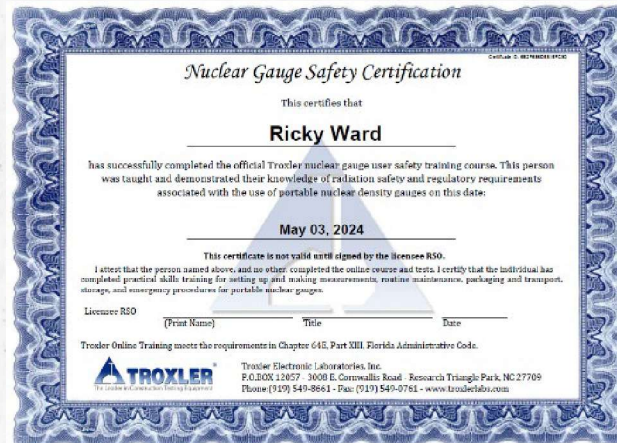 Nuclear Gauge Safety Certification
This certifies that
Ricky Ward
has successfully completed the official Troxler nuclear gauge user safety training course. This person
was taught and demonstrated their knowledge of radiation safety and regulatory requirements
associated with the use of portable nuclear density gauges on this date:
May 03, 2024
This certificate is not valid until signed by the licensee RSO.
I attest that the person named above, and no other, completed the online course and tests. I certify that the individual has
completed practical skills training for setting up and making measurements, routine maintenance, packaging and transport,
storage, and emergency procedures for portable nuclear gauges.
Licensee RSO
(Print Name) Title Date
Troxler Online Training meets the requirements in Chapter 64E, Part XIII, Florida Administrative Code.
TROXLER
The Leader in Construction Testing Equipment
Troxler Electronic Laboratories, Inc.
P.O.BOX 12057 - 3008 E. Cornwallis Road - Research Triangle Park, NC 27709
Phone:(919) 549-8661 - Fax: (919) 549-0761 - www.troxlerlabs.com